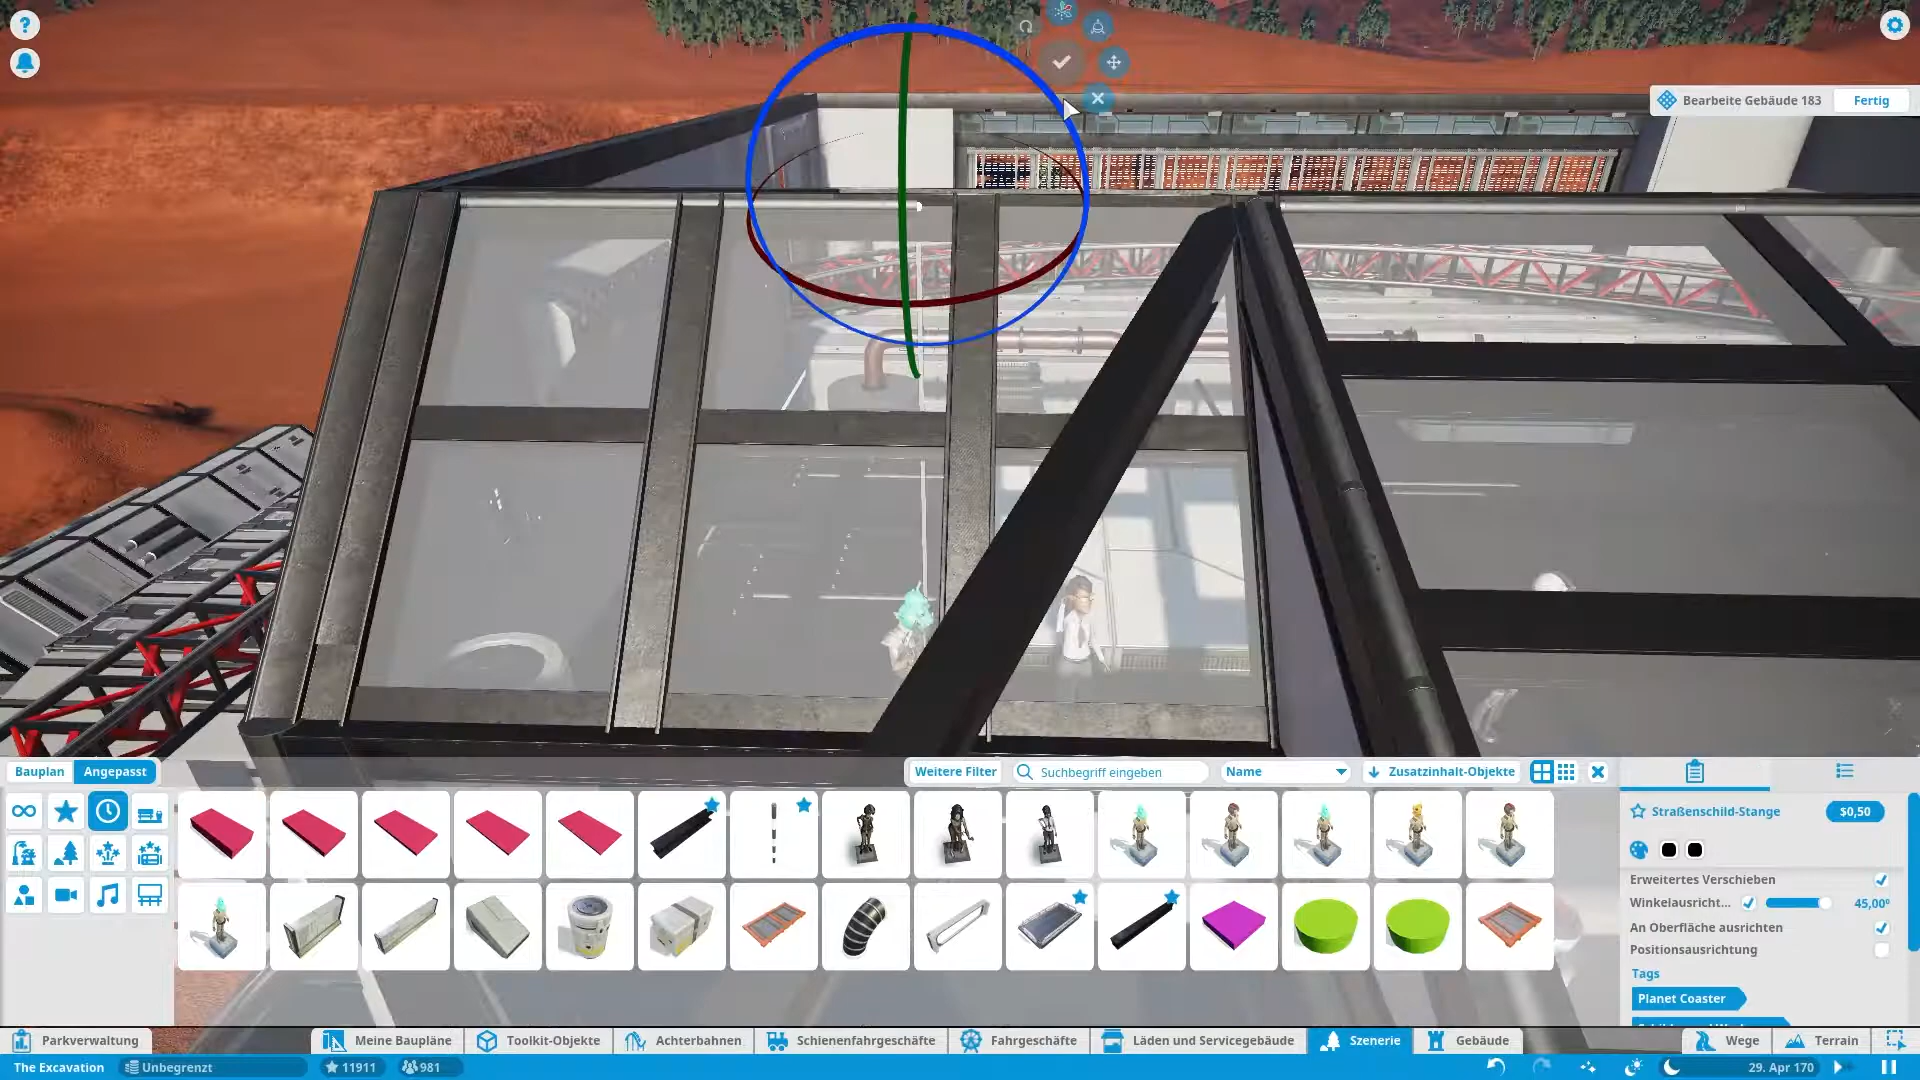 ?
Bearbeite Gebäude 183
Fertig
Bauplan
Angepasst
Weitere Filter
Suchbegriff eingeben
Name
Zusatzinhalt-Objekte
Straßenschild-Stange
$0,50
Erweitertes Verschieben
Winkelausricht...
45,00°
An Oberfläche ausrichten
Positionsausrichtung
Tags
Planet Coaster
Parkverwaltung
Meine Baupläne
Toolkit-Objekte
Achterbahnen
Schienenfahrgeschäfte
Fahrgeschäfte
Läden und Servicegebäude
Szenerie
Gebäude
Wege
Terrain
The Excavation
Unbegrenzt
11911
981
29. Apr 170